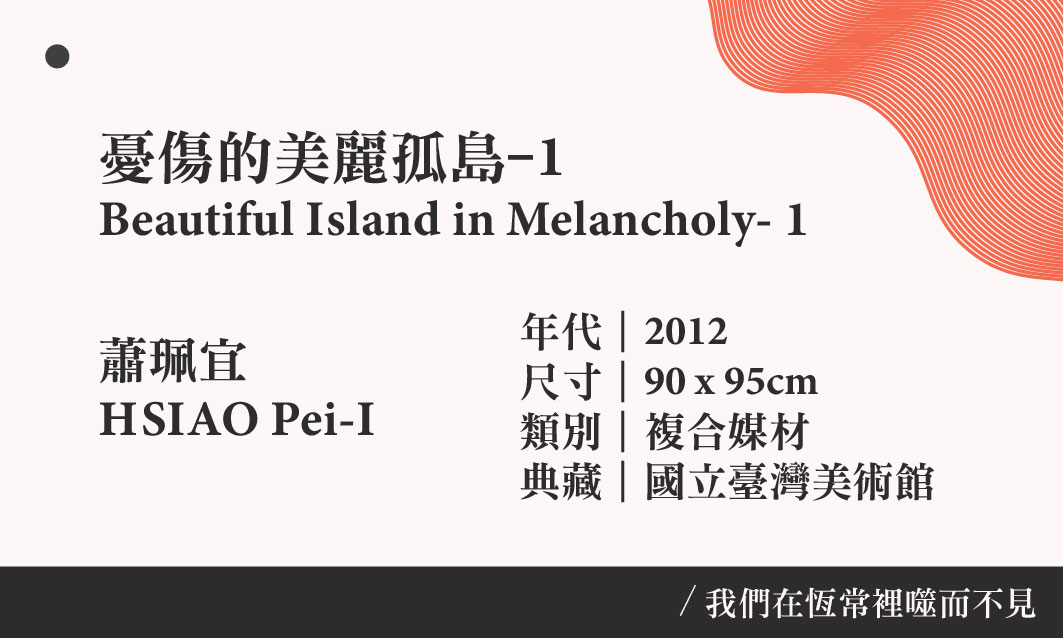 憂傷的美麗孤島-1
Beautiful Island in Melancholy- 1
蕭珮宜
HSIAO Pei-I
年代｜2012
尺寸｜90 x 95cm
類別｜複合媒材
典藏｜國立臺灣美術館
/ 我們在恆常裡噬而不見